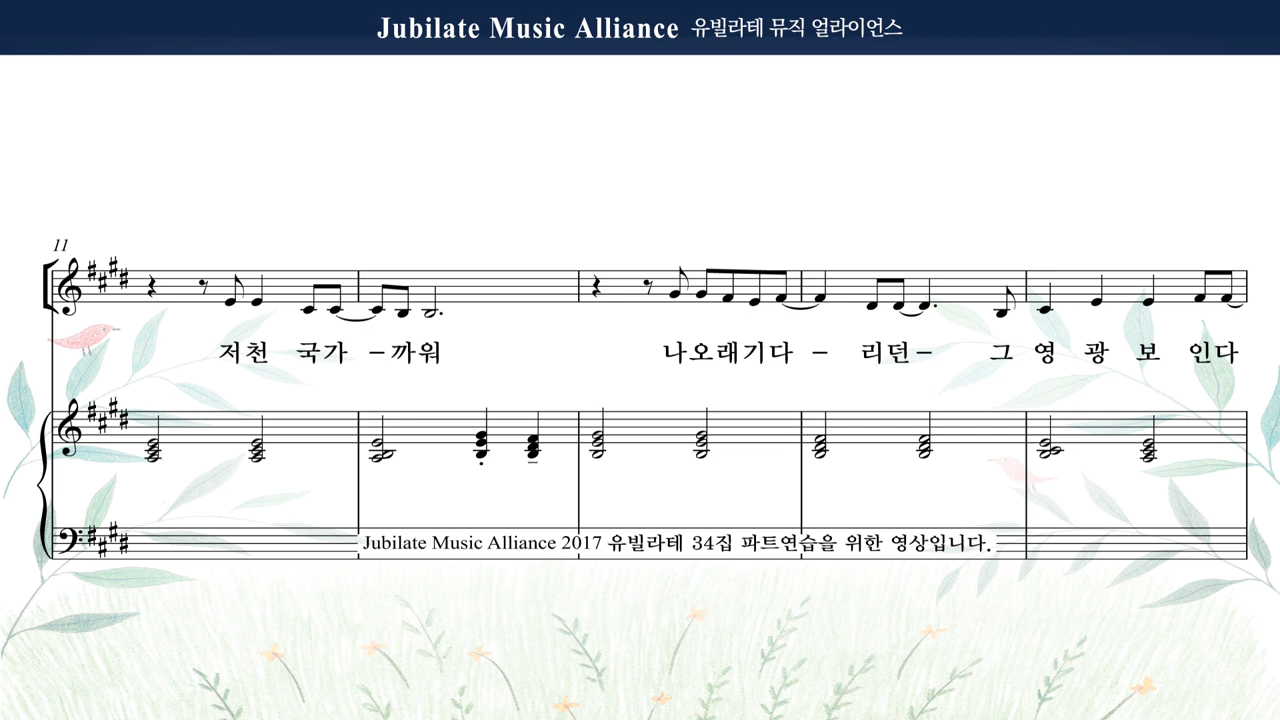 Jubilate Music Alliance 유빌라테 뮤직 얼라이언스
11
저천 국가 -까워 나오래기다 - 리던- 그 영 광 보 인다
Jubilate Music Alliance 2017 유빌라테 34집 파트연습을 위한 영상입니다.